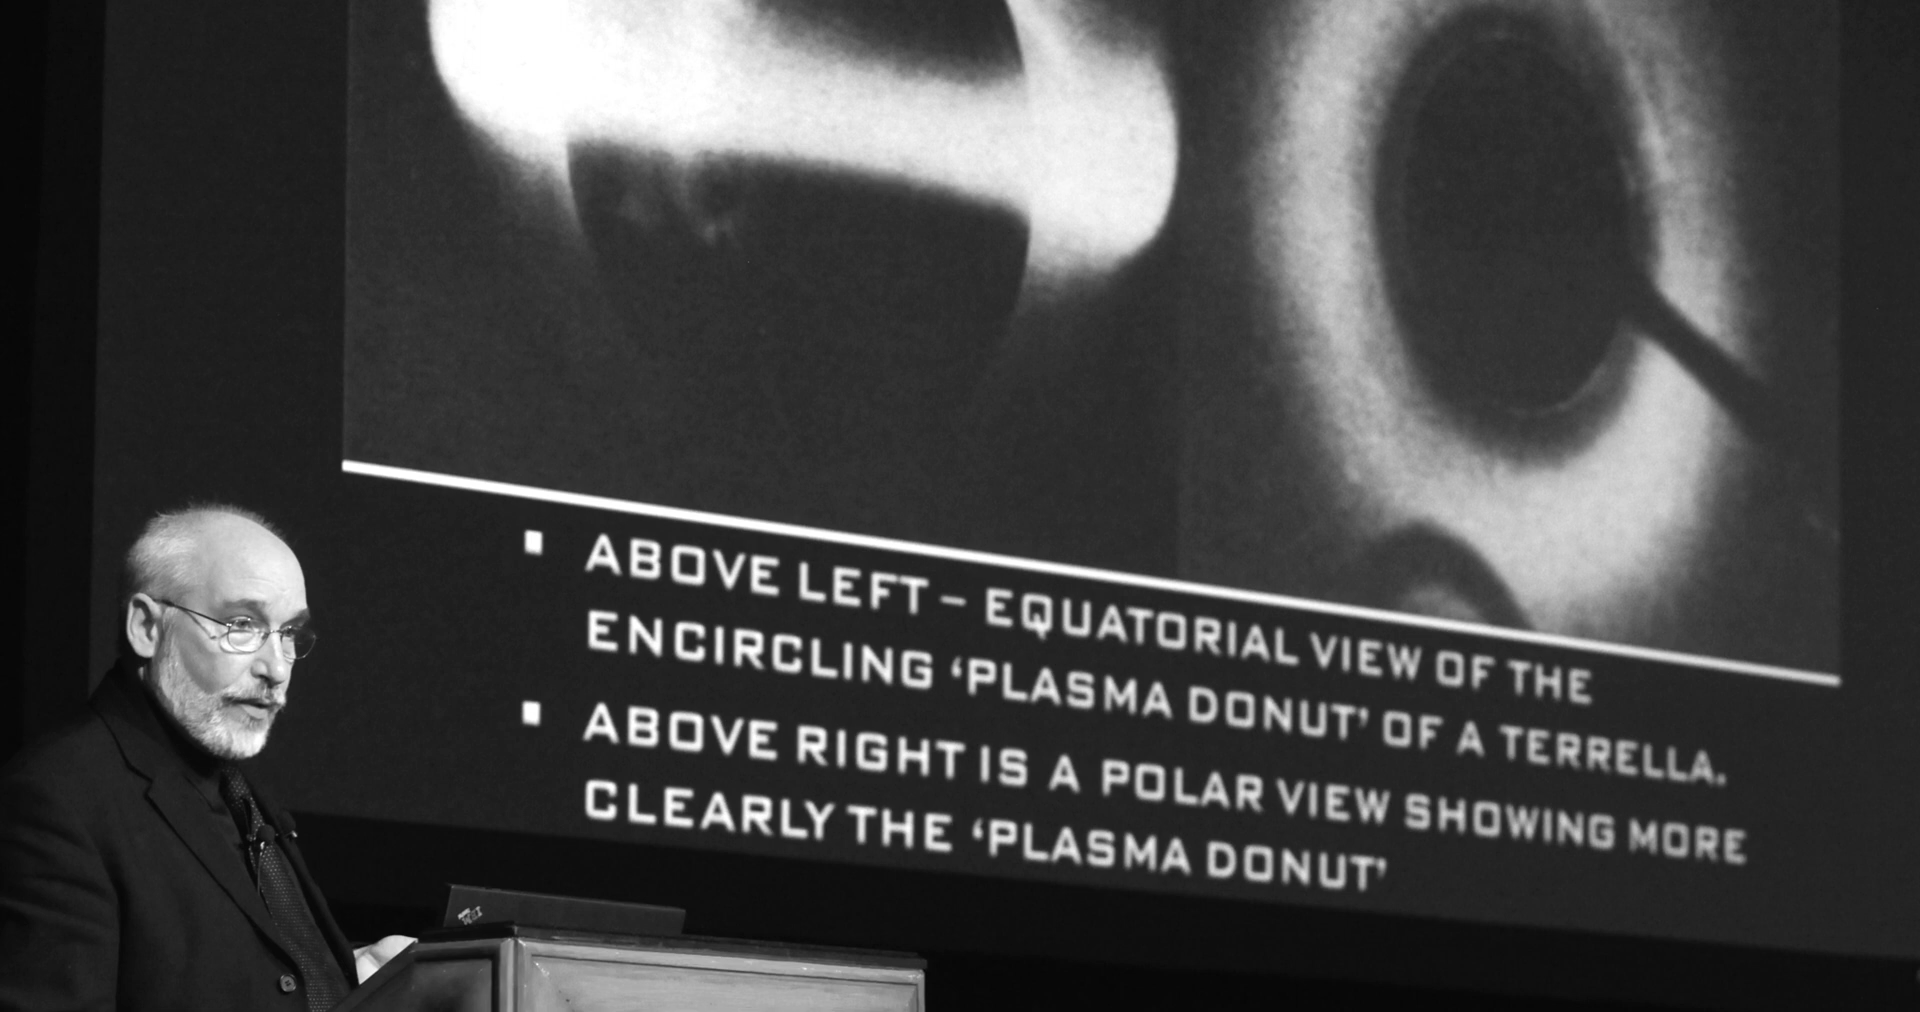 ▪ ABOVE LEFT – EQUATORIAL VIEW OF THE
ENCIRCLING ‘PLASMA DONUT’ OF A TERRELLA.
▪ ABOVE RIGHT IS A POLAR VIEW SHOWING MORE
CLEARLY THE ‘PLASMA DONUT’